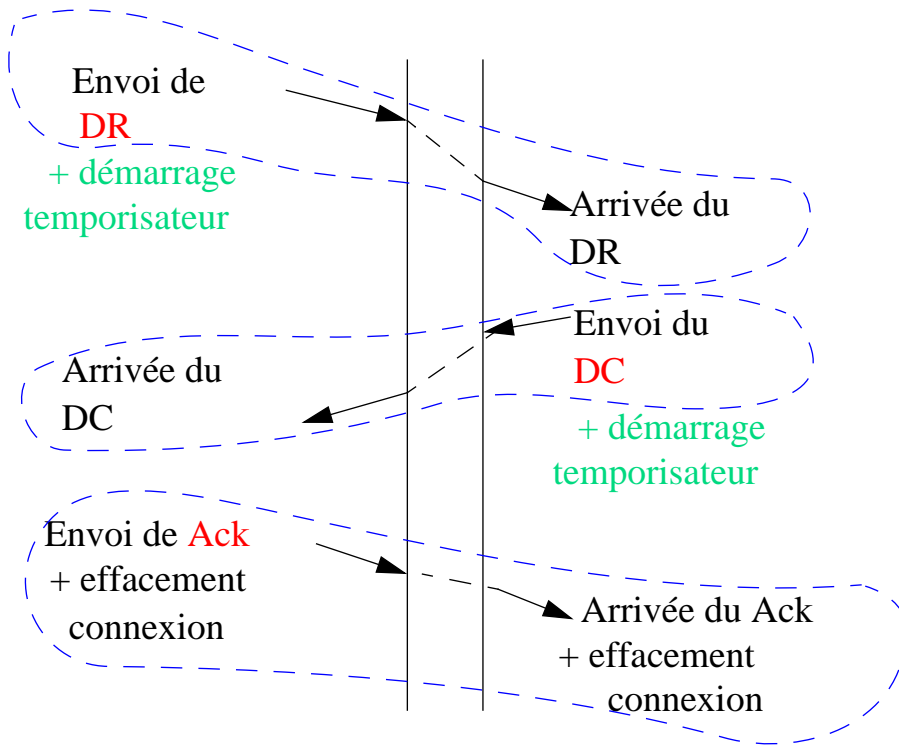 Envoi de
DR
+ démarrage
temporisateur
Arrivée du
DR
Envoi du
DC
+ démarrage
temporisateur
Arrivée du
DC
Envoi de Ack
+ effacement
connexion
Arrivée du Ack
+ effacement
connexion